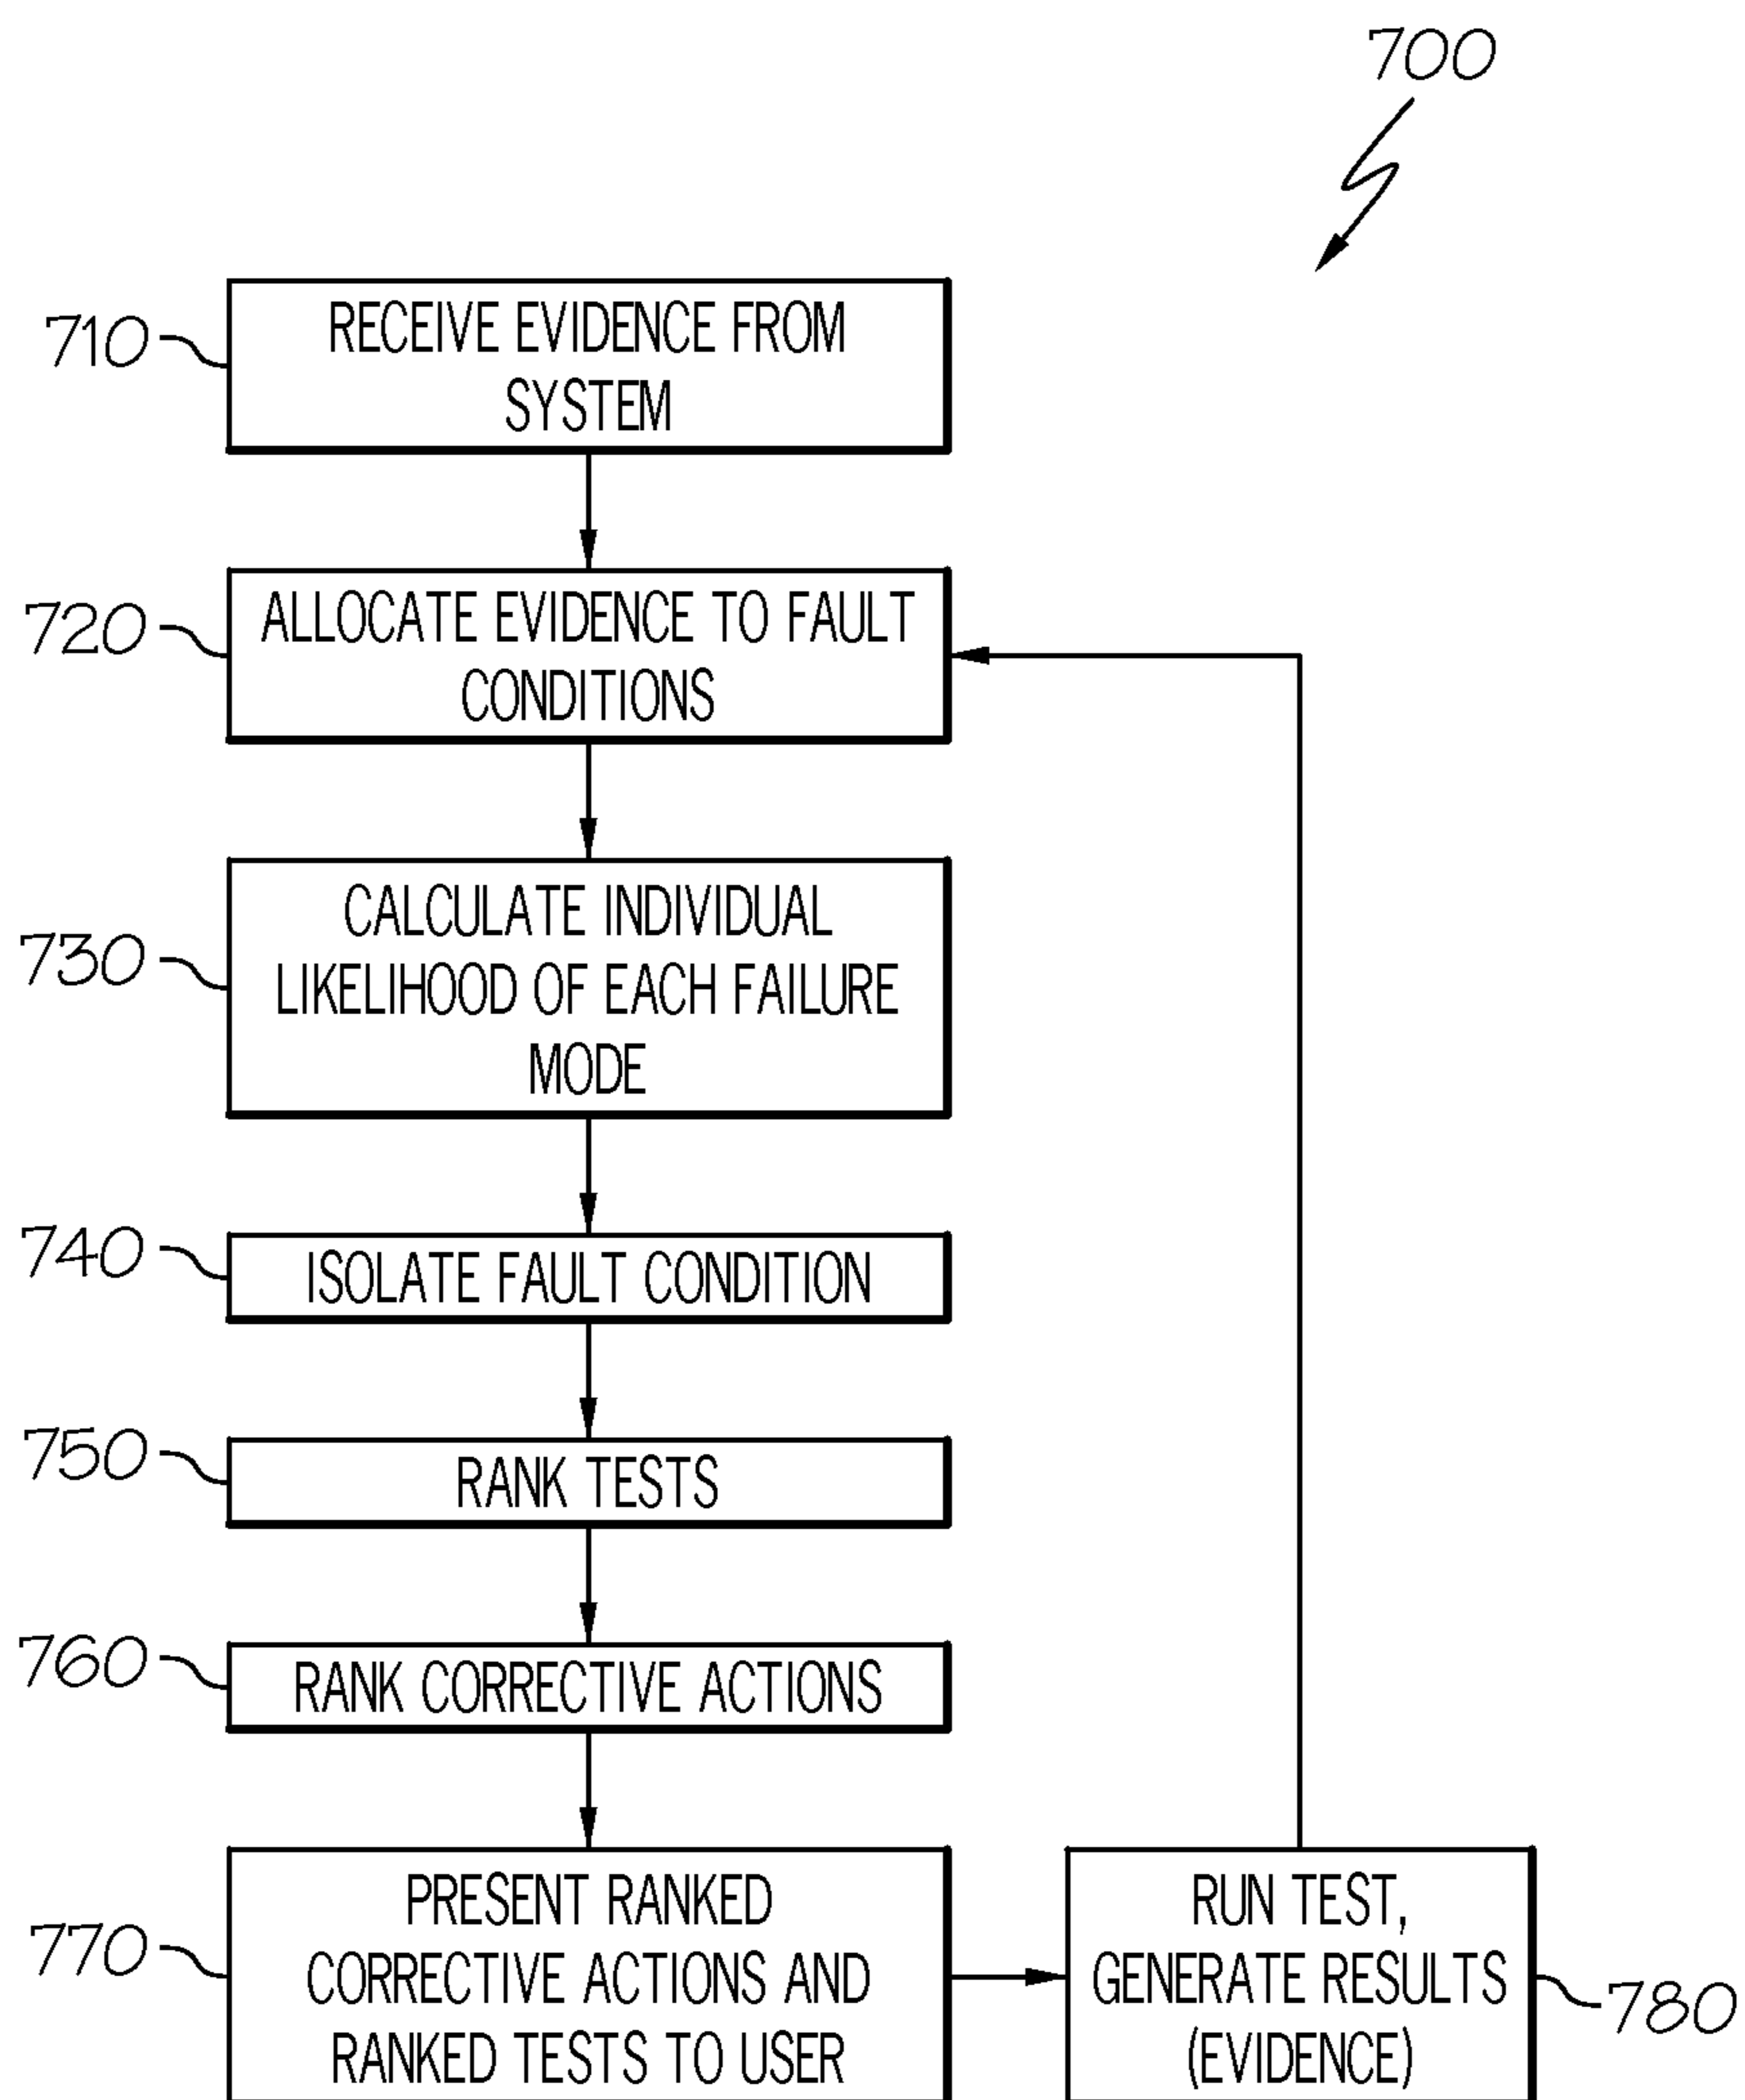 700
710
RECEIVE EVIDENCE FROM
SYSTEM
720
ALLOCATE EVIDENCE TO FAULT
CONDITIONS
730
CALCULATE INDIVIDUAL
LIKELIHOOD OF EACH FAILURE
MODE
740
ISOLATE FAULT CONDITION
750
RANK TESTS
760
RANK CORRECTIVE ACTIONS
770
PRESENT RANKED
CORRECTIVE ACTIONS AND
RANKED TESTS TO USER
RUN TEST,
GENERATE RESULTS
(EVIDENCE)
780